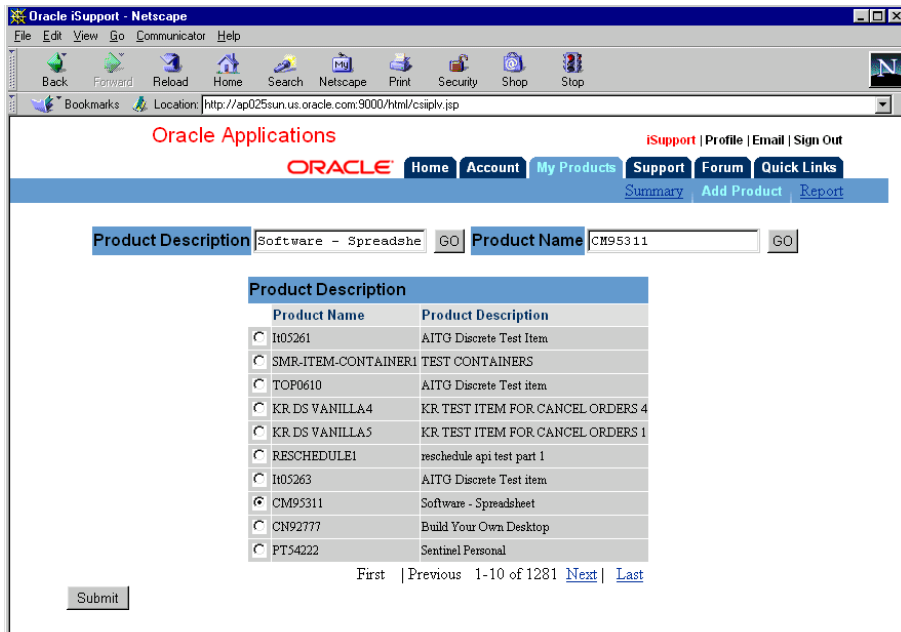 Oracle iSupport - Netscape
File Edit View Go Communicator Help
My
Back Forward Reload Home Search Netscape Print Security Shop Stop
N
Bookmarks Location: http://ap025sun.us.oracle.com:9000/html/csiiplv.jsp
Oracle Applications
iSupport | Profile | Email | Sign Out
ORACLE Home Account My Products Support Forum Quick Links
Summary Add Product Report
Product Description Software - Spreadshe GO Product Name CM95311 GO
Product Description
Product Name Product Description
It05261 AITG Discrete Test Item
SMR-ITEM-CONTAINER1 TEST CONTAINERS
TOP0610 AITG Discrete Test item
KR DS VANILLA4 KR TEST ITEM FOR CANCEL ORDERS 4
KR DS VANILLA5 KR TEST ITEM FOR CANCEL ORDERS 1
RESCHEDULE1 reschedule api test part 1
It05263 AITG Discrete Test item
CM95311 Software - Spreadsheet
CN92777 Build Your Own Desktop
PT54222 Sentinel Personal
First | Previous 1-10 of 1281 Next | Last
Submit